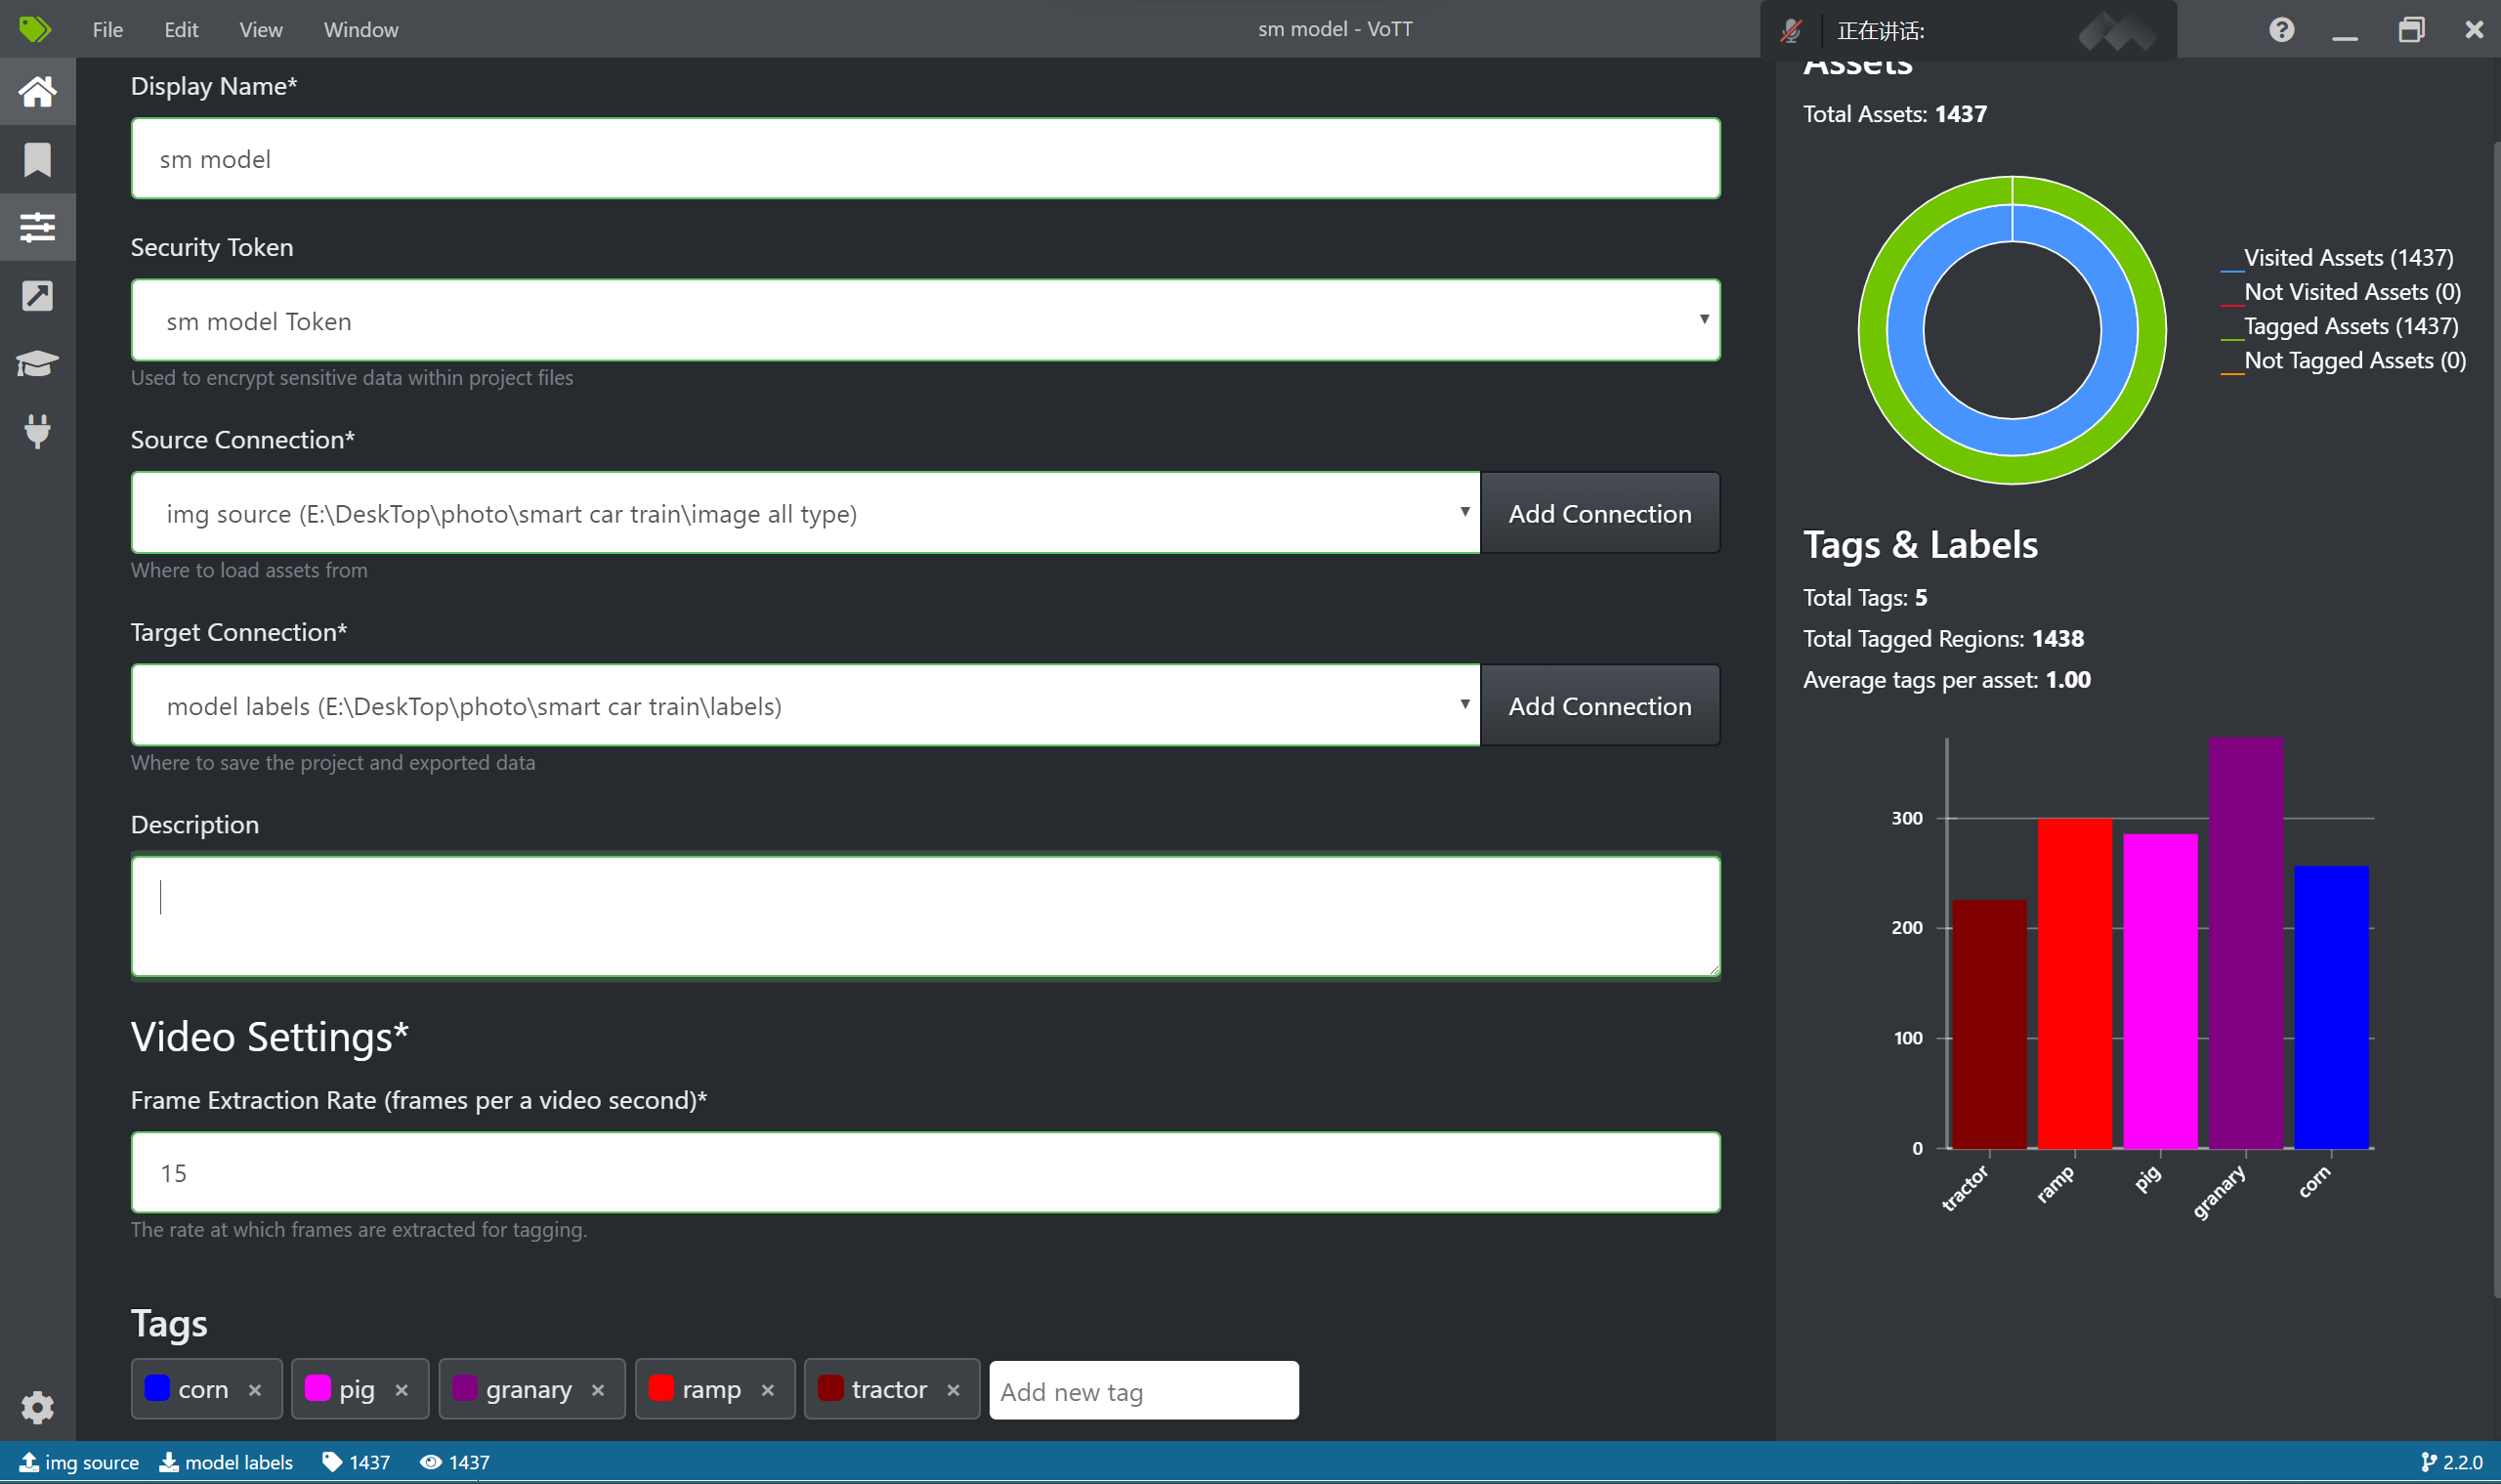 File Edit View Window
sm model - VoTT
正在讲话:
Display Name*
sm model
Security Token
sm model Token
Used to encrypt sensitive data within project files
Source Connection*
img source (E:\DeskTop\photo\smart car train\image all type)
Add Connection
Where to load assets from
Target Connection*
model labels (E:\DeskTop\photo\smart car train\labels)
Add Connection
Where to save the project and exported data
Description
Video Settings*
Frame Extraction Rate (frames per a video second)*
15
The rate at which frames are extracted for tagging.
Tags
corn × pig × granary × ramp × tractor × Add new tag
Assets
Total Assets: 1437
Visited Assets (1437)
Not Visited Assets (0)
Tagged Assets (1437)
Not Tagged Assets (0)
Tags & Labels
Total Tags: 5
Total Tagged Regions: 1438
Average tags per asset: 1.00
300
200
100
0
tractor ramp pig granary corn
img source model labels 1437 1437
2.2.0